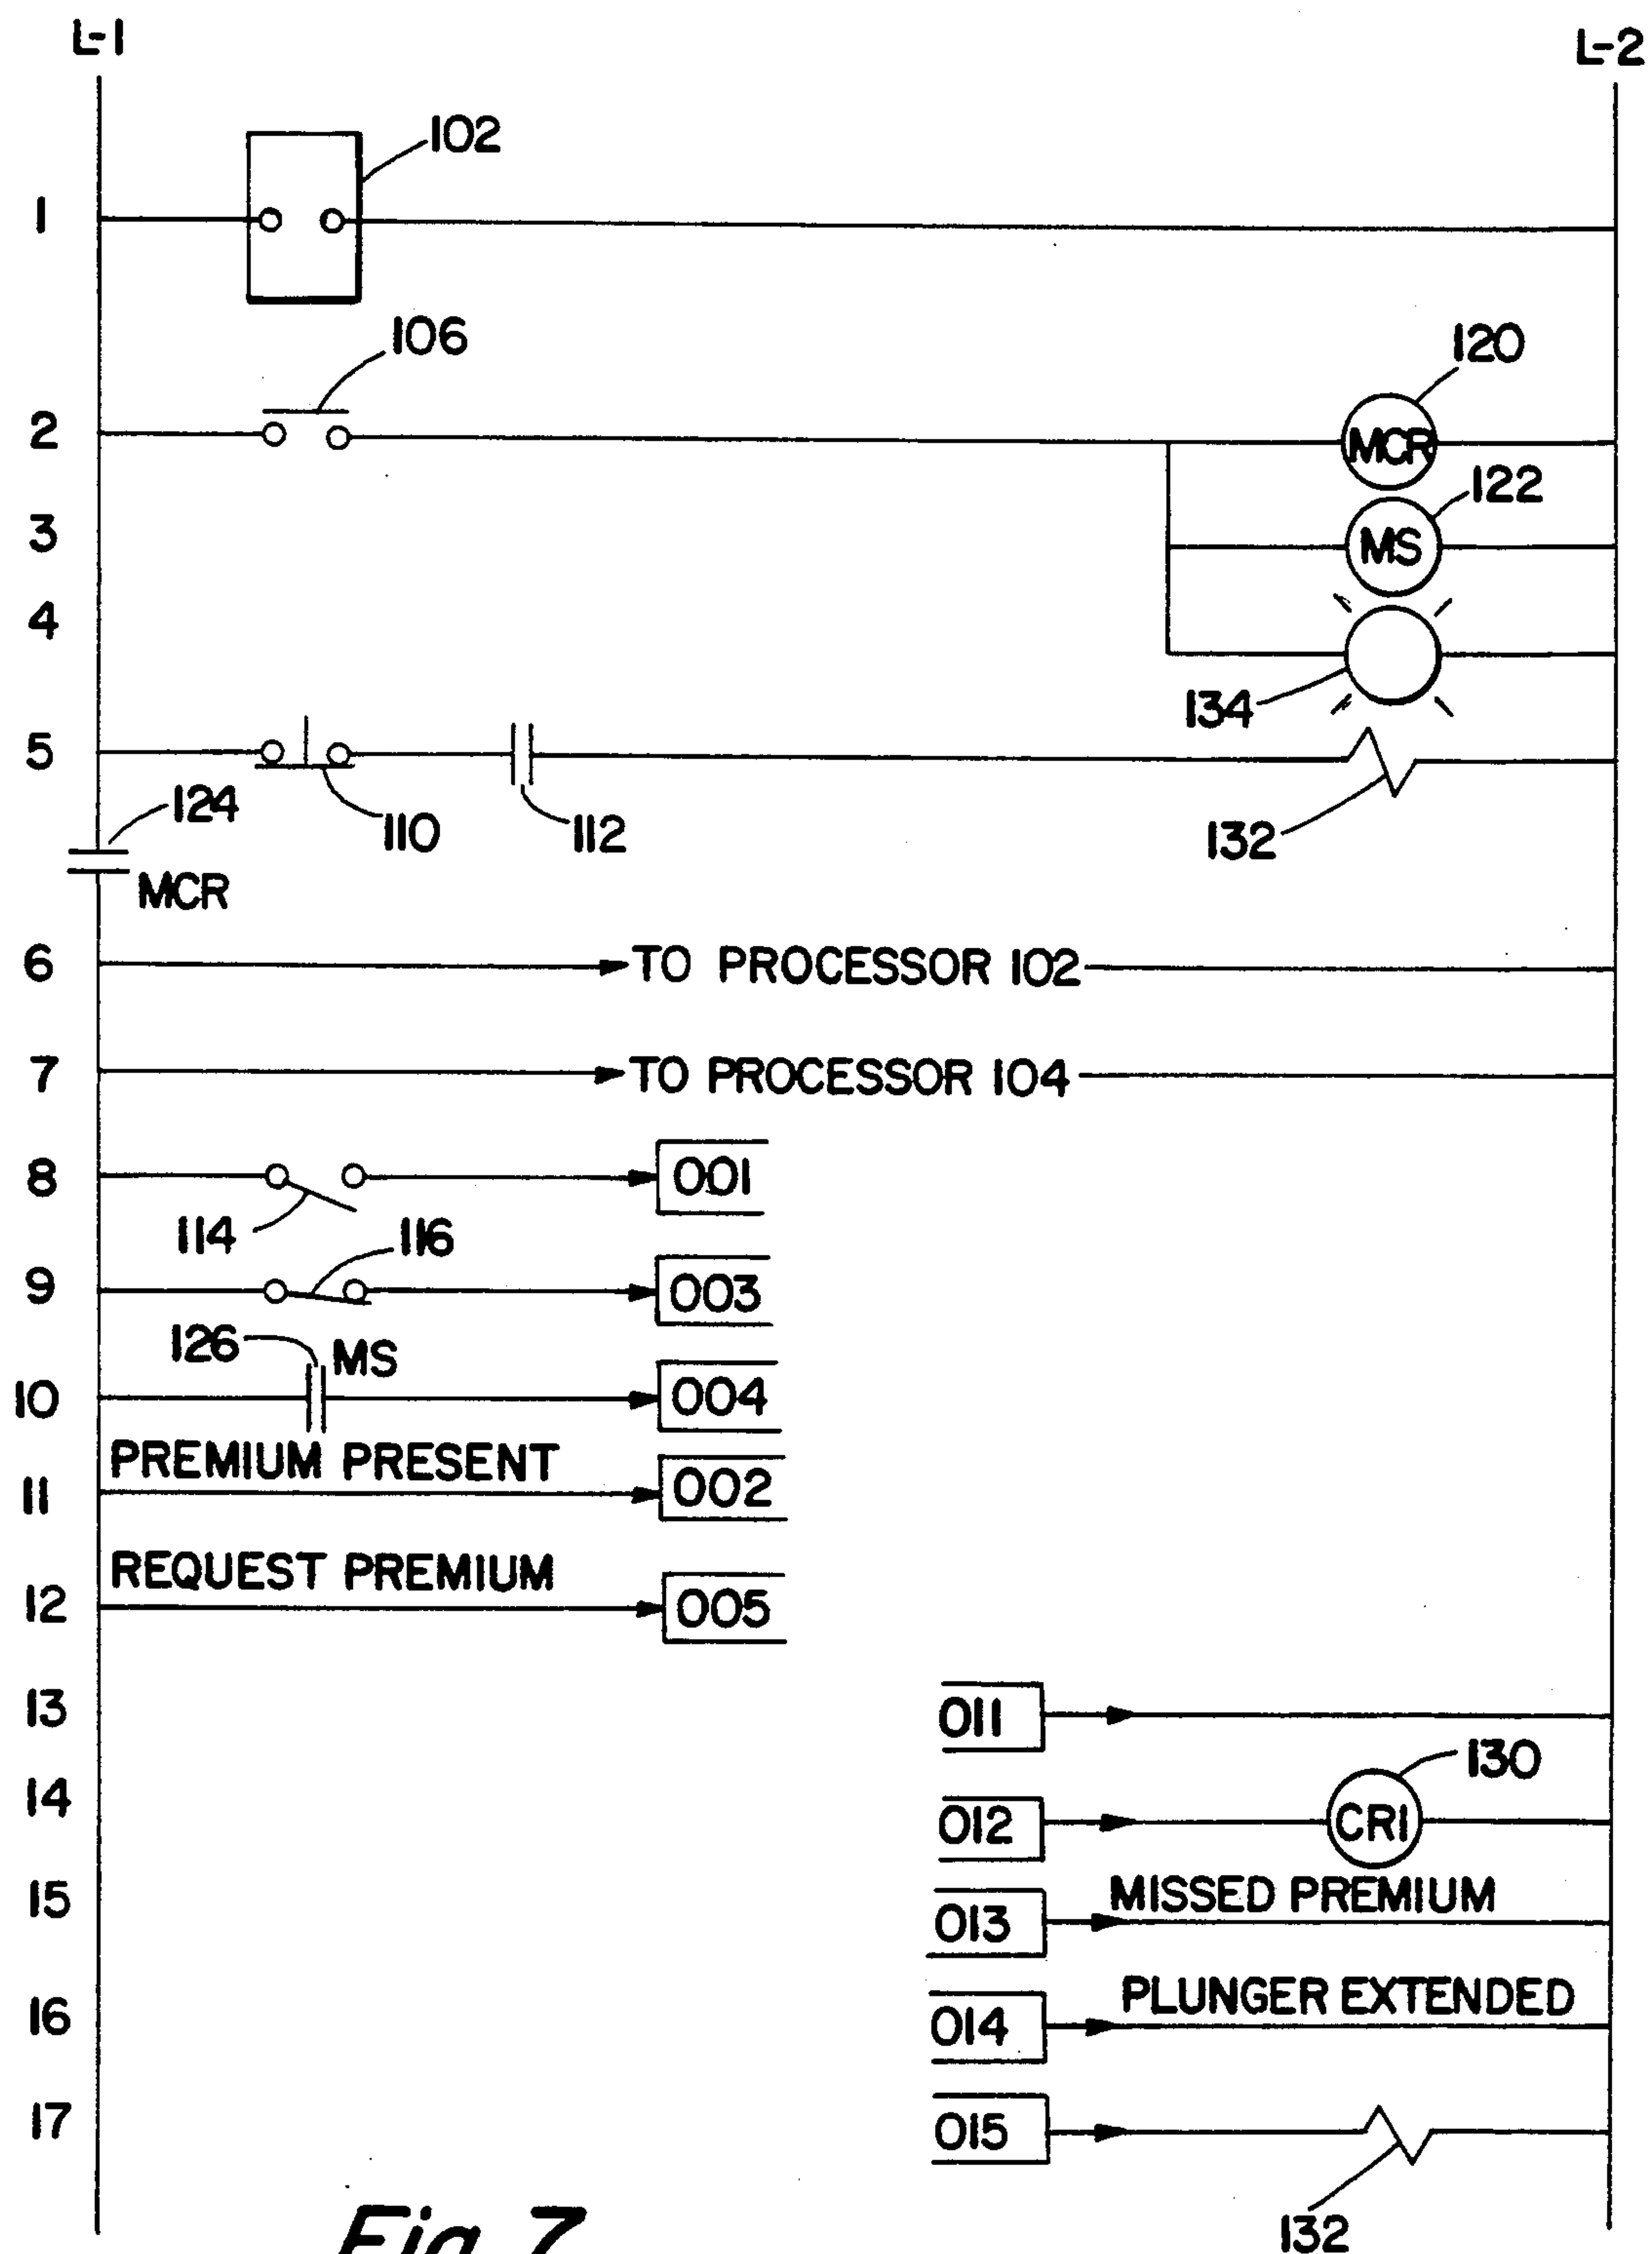 L-1 L-2
102
1
106
120
2 MCR
122
3 MS
4
134
5
124 110 112 132
MCR
6 TO PROCESSOR 102
7 TO PROCESSOR 104
8 001
114 116
9 003
126 MS
10 004
PREMIUM PRESENT
11 002
REQUEST PREMIUM
12 005
13 011
130
14 012 CR1
MISSED PREMIUM
15 013
PLUNGER EXTENDED
16 014
17 015
132
Fig. 7